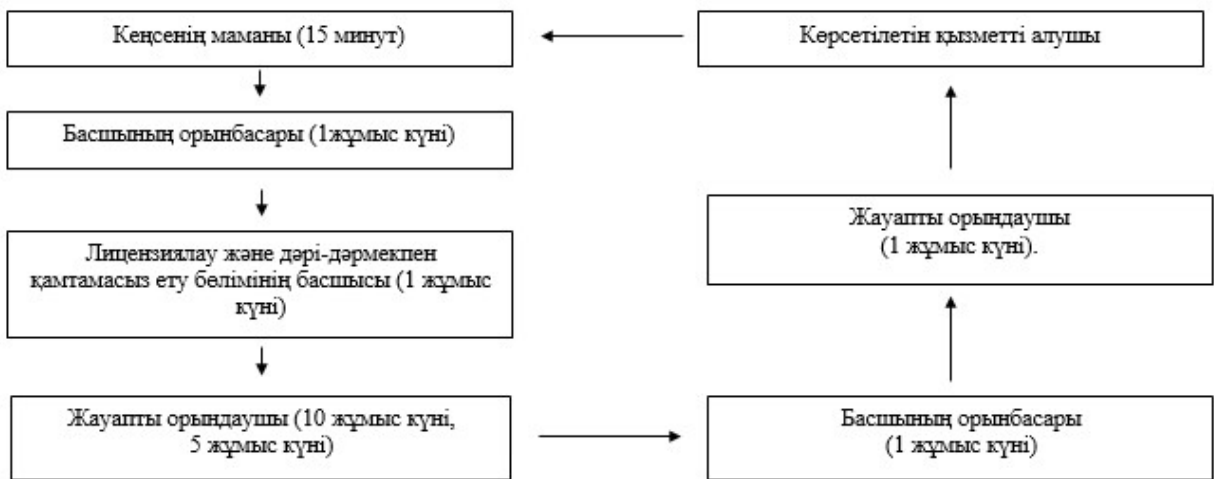 Кеңсенің маманы (15 минут)
Көрсетілетін қызметті алушы
Басшының орынбасары (1жұмыс күні)
Лицензиялау және дәрі-дәрмекпен
қамтамасыз ету бөлімінің басшысы (1 жұмыс
күні)
Жауапты орындаушы (10 жұмыс күні,
5 жұмыс күні)
Басшының орынбасары
(1 жұмыс күні)
Жауапты орындаушы
(1 жұмыс күні).